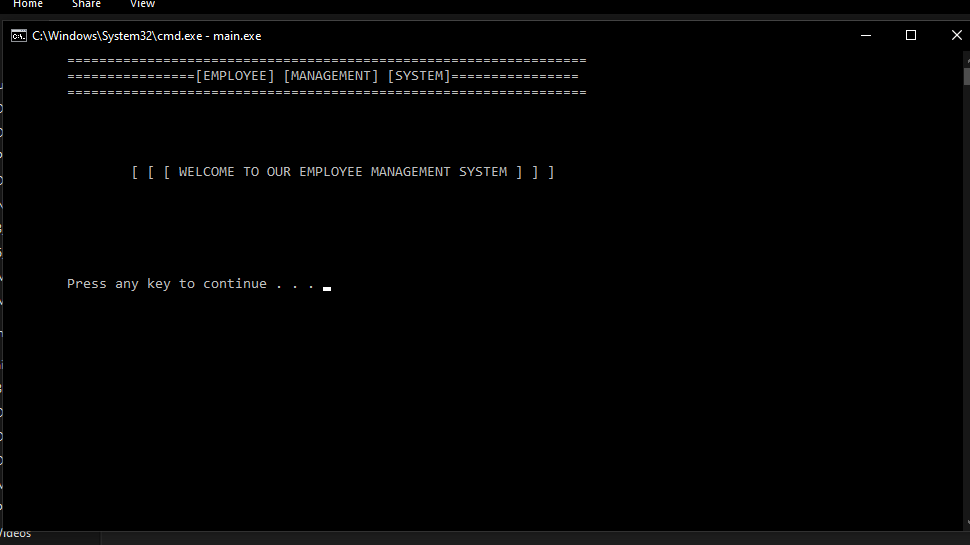 Home Share View
C:\Windows\System32\cmd.exe - main.exe
=================================================================
================[EMPLOYEE] [MANAGEMENT] [SYSTEM]================
=================================================================
[ [ [ WELCOME TO OUR EMPLOYEE MANAGEMENT SYSTEM ] ] ]
Press any key to continue . . .